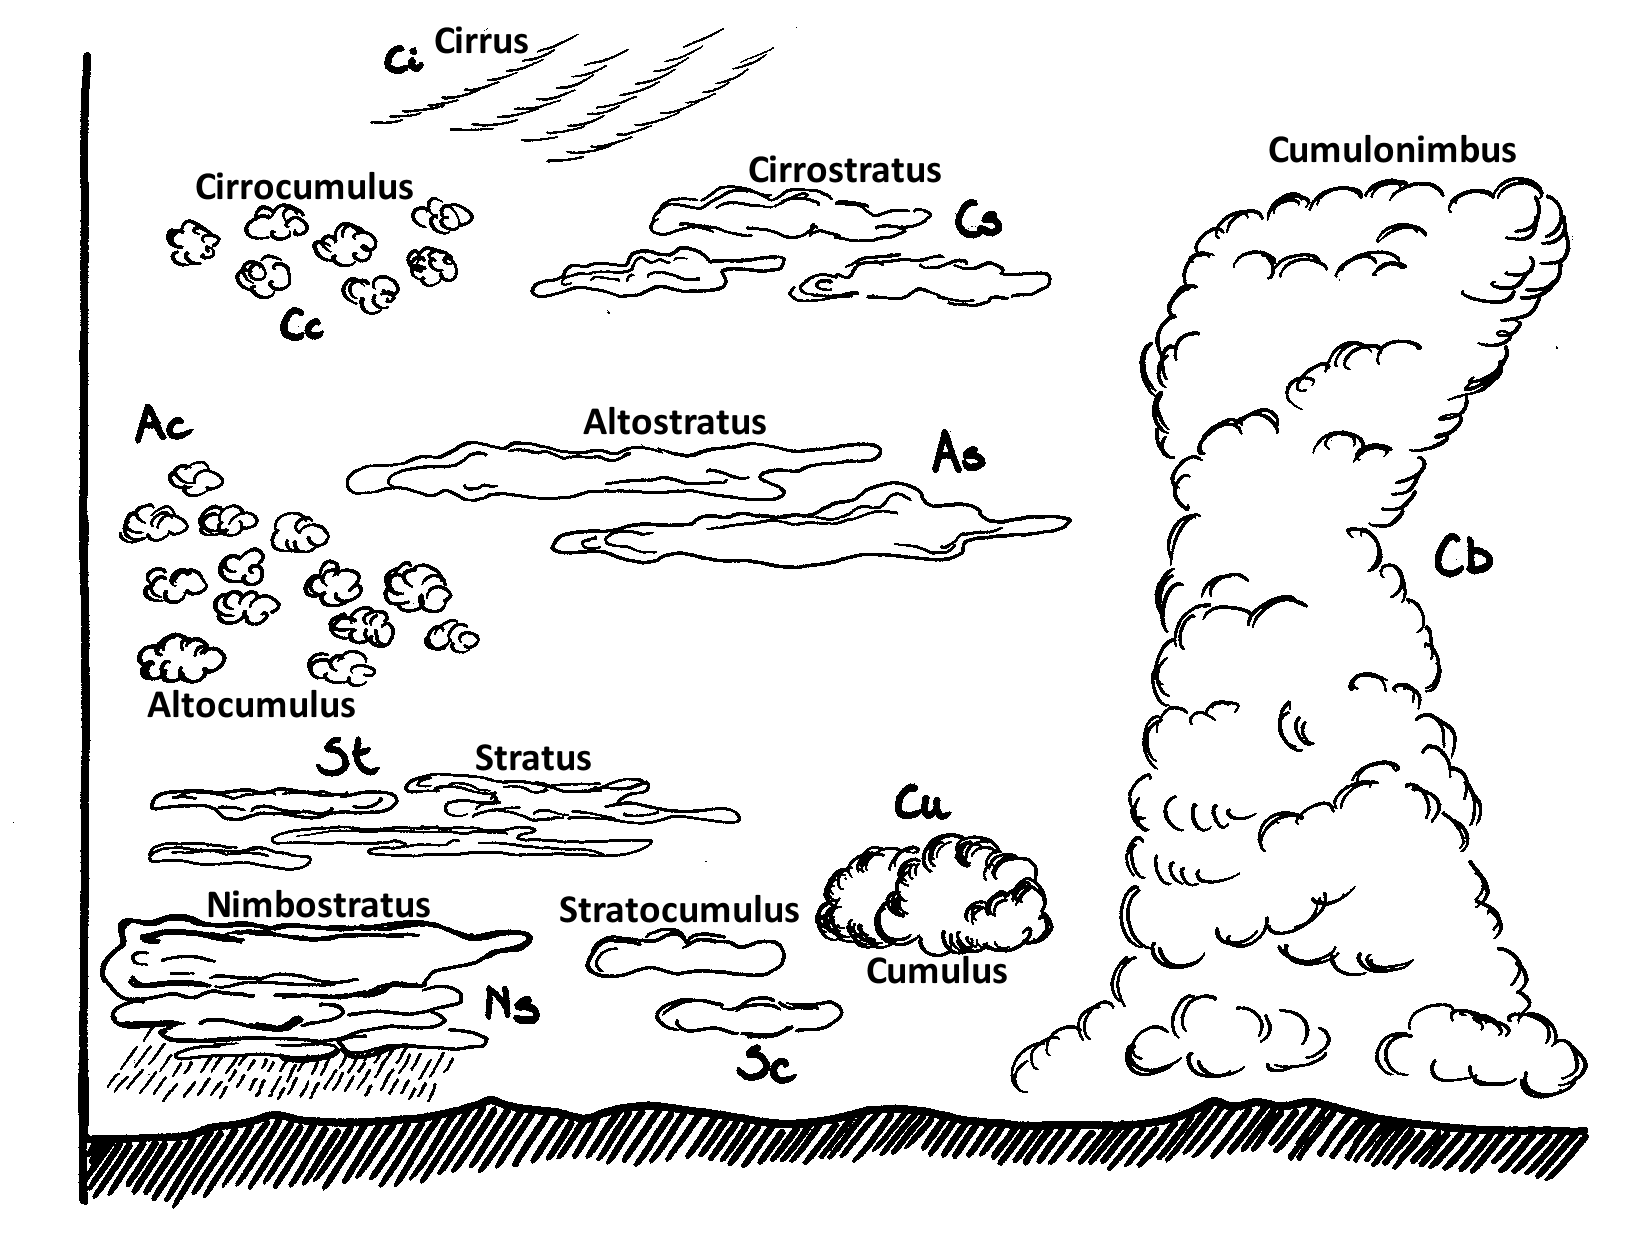 Cirrus
Ci
Cumulonimbus
Cirrostratus
Cirrocumulus
Cs
Cc
Ac
Altostratus
As
Cb
Altocumulus
St
Stratus
Cu
Nimbostratus
Stratocumulus
Cumulus
Ns
Sc